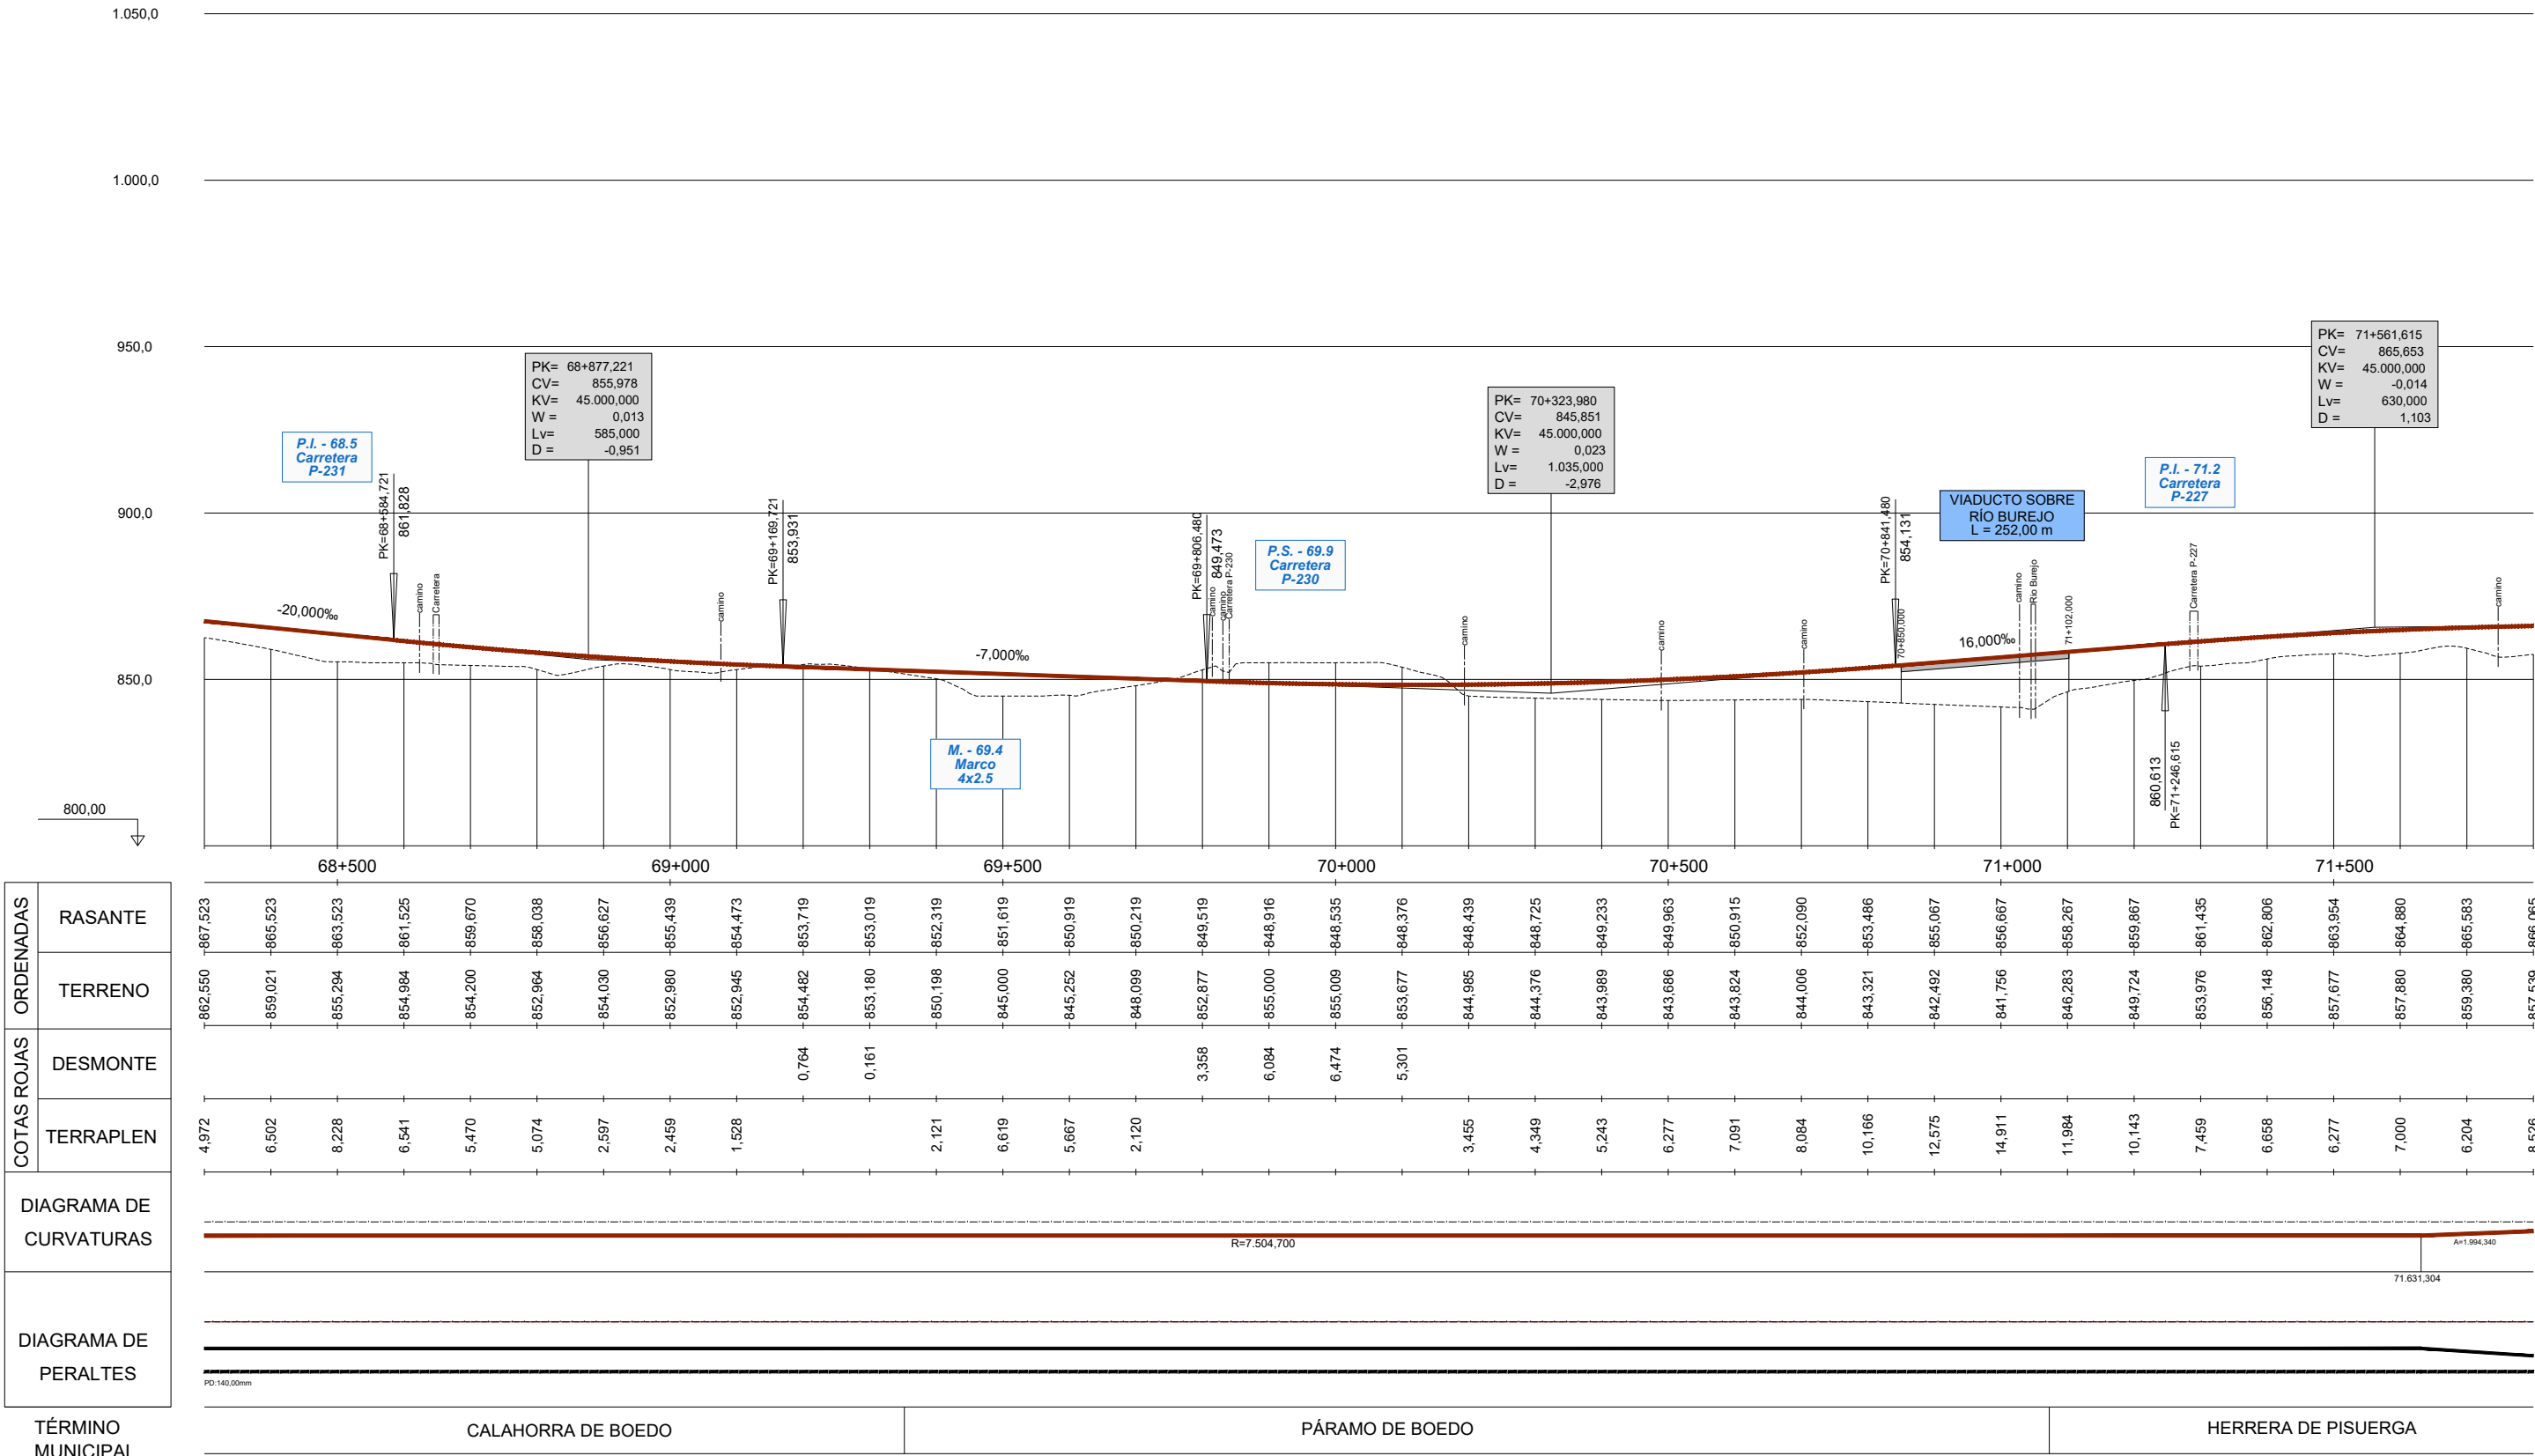 1.050,0
1.000,0
950,0
900,0
850,0
800,00
PK= 68+877,221
CV= 855,978
KV= 45.000,000
W = 0,013
Lv= 585,000
D = -0,951
PK= 70+323,980
CV= 845,851
KV= 45.000,000
W = 0,023
Lv= 1.035,000
D = -2,976
PK= 71+561,615
CV= 865,653
KV= 45.000,000
W = -0,014
Lv= 630,000
D = 1,103
P.I. - 68.5
Carretera
P-231
PK=68+584,721
861,828
camino
Carretera
-20,000‰
camino
PK=69+169,721
853,931
-7,000‰
M. - 69.4
Marco
4x2.5
PK=69+806,480
849,473
camino
camino
Carretera P-230
P.S. - 69.9
Carretera
P-230
camino
camino
camino
PK=70+841,480
854,131
70+850,000
VIADUCTO SOBRE
RÍO BUREJO
L = 252,00 m
16,000‰
camino
Río Burejo
71+102,000
P.I. - 71.2
Carretera
P-227
860,613
PK=71+246,615
Carretera P-227
camino
68+500 69+000 69+500 70+000 70+500 71+000 71+500
ORDENADAS
RASANTE
867,523 865,523 863,523 861,525 859,670 858,038 856,627 855,439 854,473 853,719 853,019 852,319 851,619 850,919 850,219 849,519 848,916 848,535 848,376 848,439 848,725 849,233 849,963 850,915 852,090 853,486 855,067 856,667 858,267 859,867 861,435 862,806 863,954 864,880 865,583 866,065
TERRENO
862,550 859,021 855,294 854,984 854,200 852,964 854,030 852,980 852,945 854,482 853,180 850,198 845,000 845,252 848,099 852,877 855,000 855,009 853,677 844,985 844,376 843,989 843,686 843,824 844,006 843,321 842,492 841,756 846,283 849,724 853,976 856,148 857,677 857,880 859,380 857,539
COTAS ROJAS
DESMONTE
0,764 0,161 3,358 6,084 6,474 5,301
TERRAPLEN
4,972 6,502 8,228 6,541 5,470 5,074 2,597 2,459 1,528 2,121 6,619 5,667 2,120 3,455 4,349 5,243 6,277 7,091 8,084 10,166 12,575 14,911 11,984 10,143 7,459 6,658 6,277 7,000 6,204 8,526
DIAGRAMA DE
CURVATURAS
R=7.504,700
A=1.994,340
71.631,304
DIAGRAMA DE
PERALTES
PD:140,00mm
TÉRMINO
MUNICIPAL
CALAHORRA DE BOEDO
PÁRAMO DE BOEDO
HERRERA DE PISUERGA